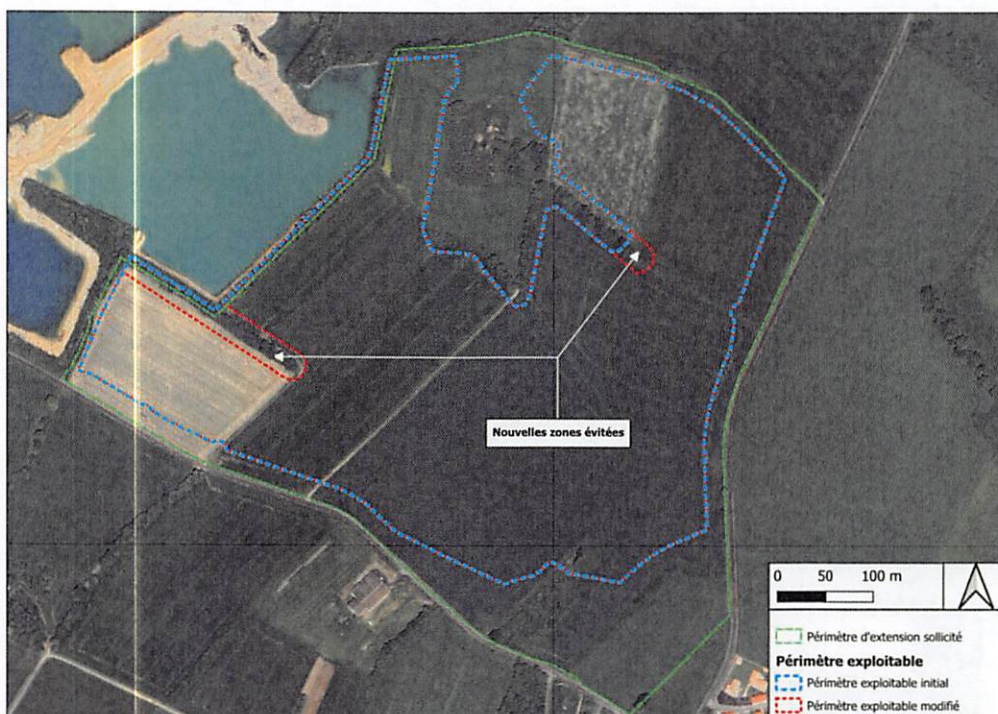 Nouvelles zones évitées
0 50 100 m
Périmètre d'extension sollicité
Périmètre exploitable
Périmètre exploitable initial
Périmètre exploitable modifié